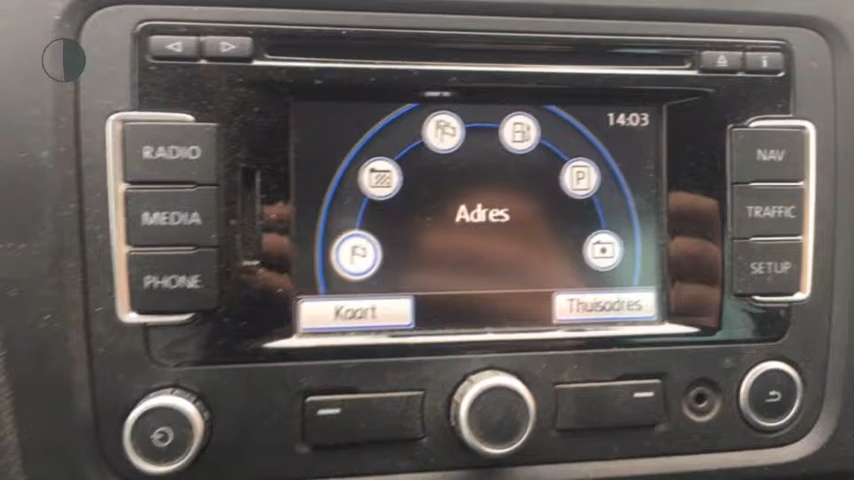 RADIO
MEDIA
PHONE
14:03
P
Adres
Kaart
Thuisadres
NAV
TRAFFIC
SETUP
i